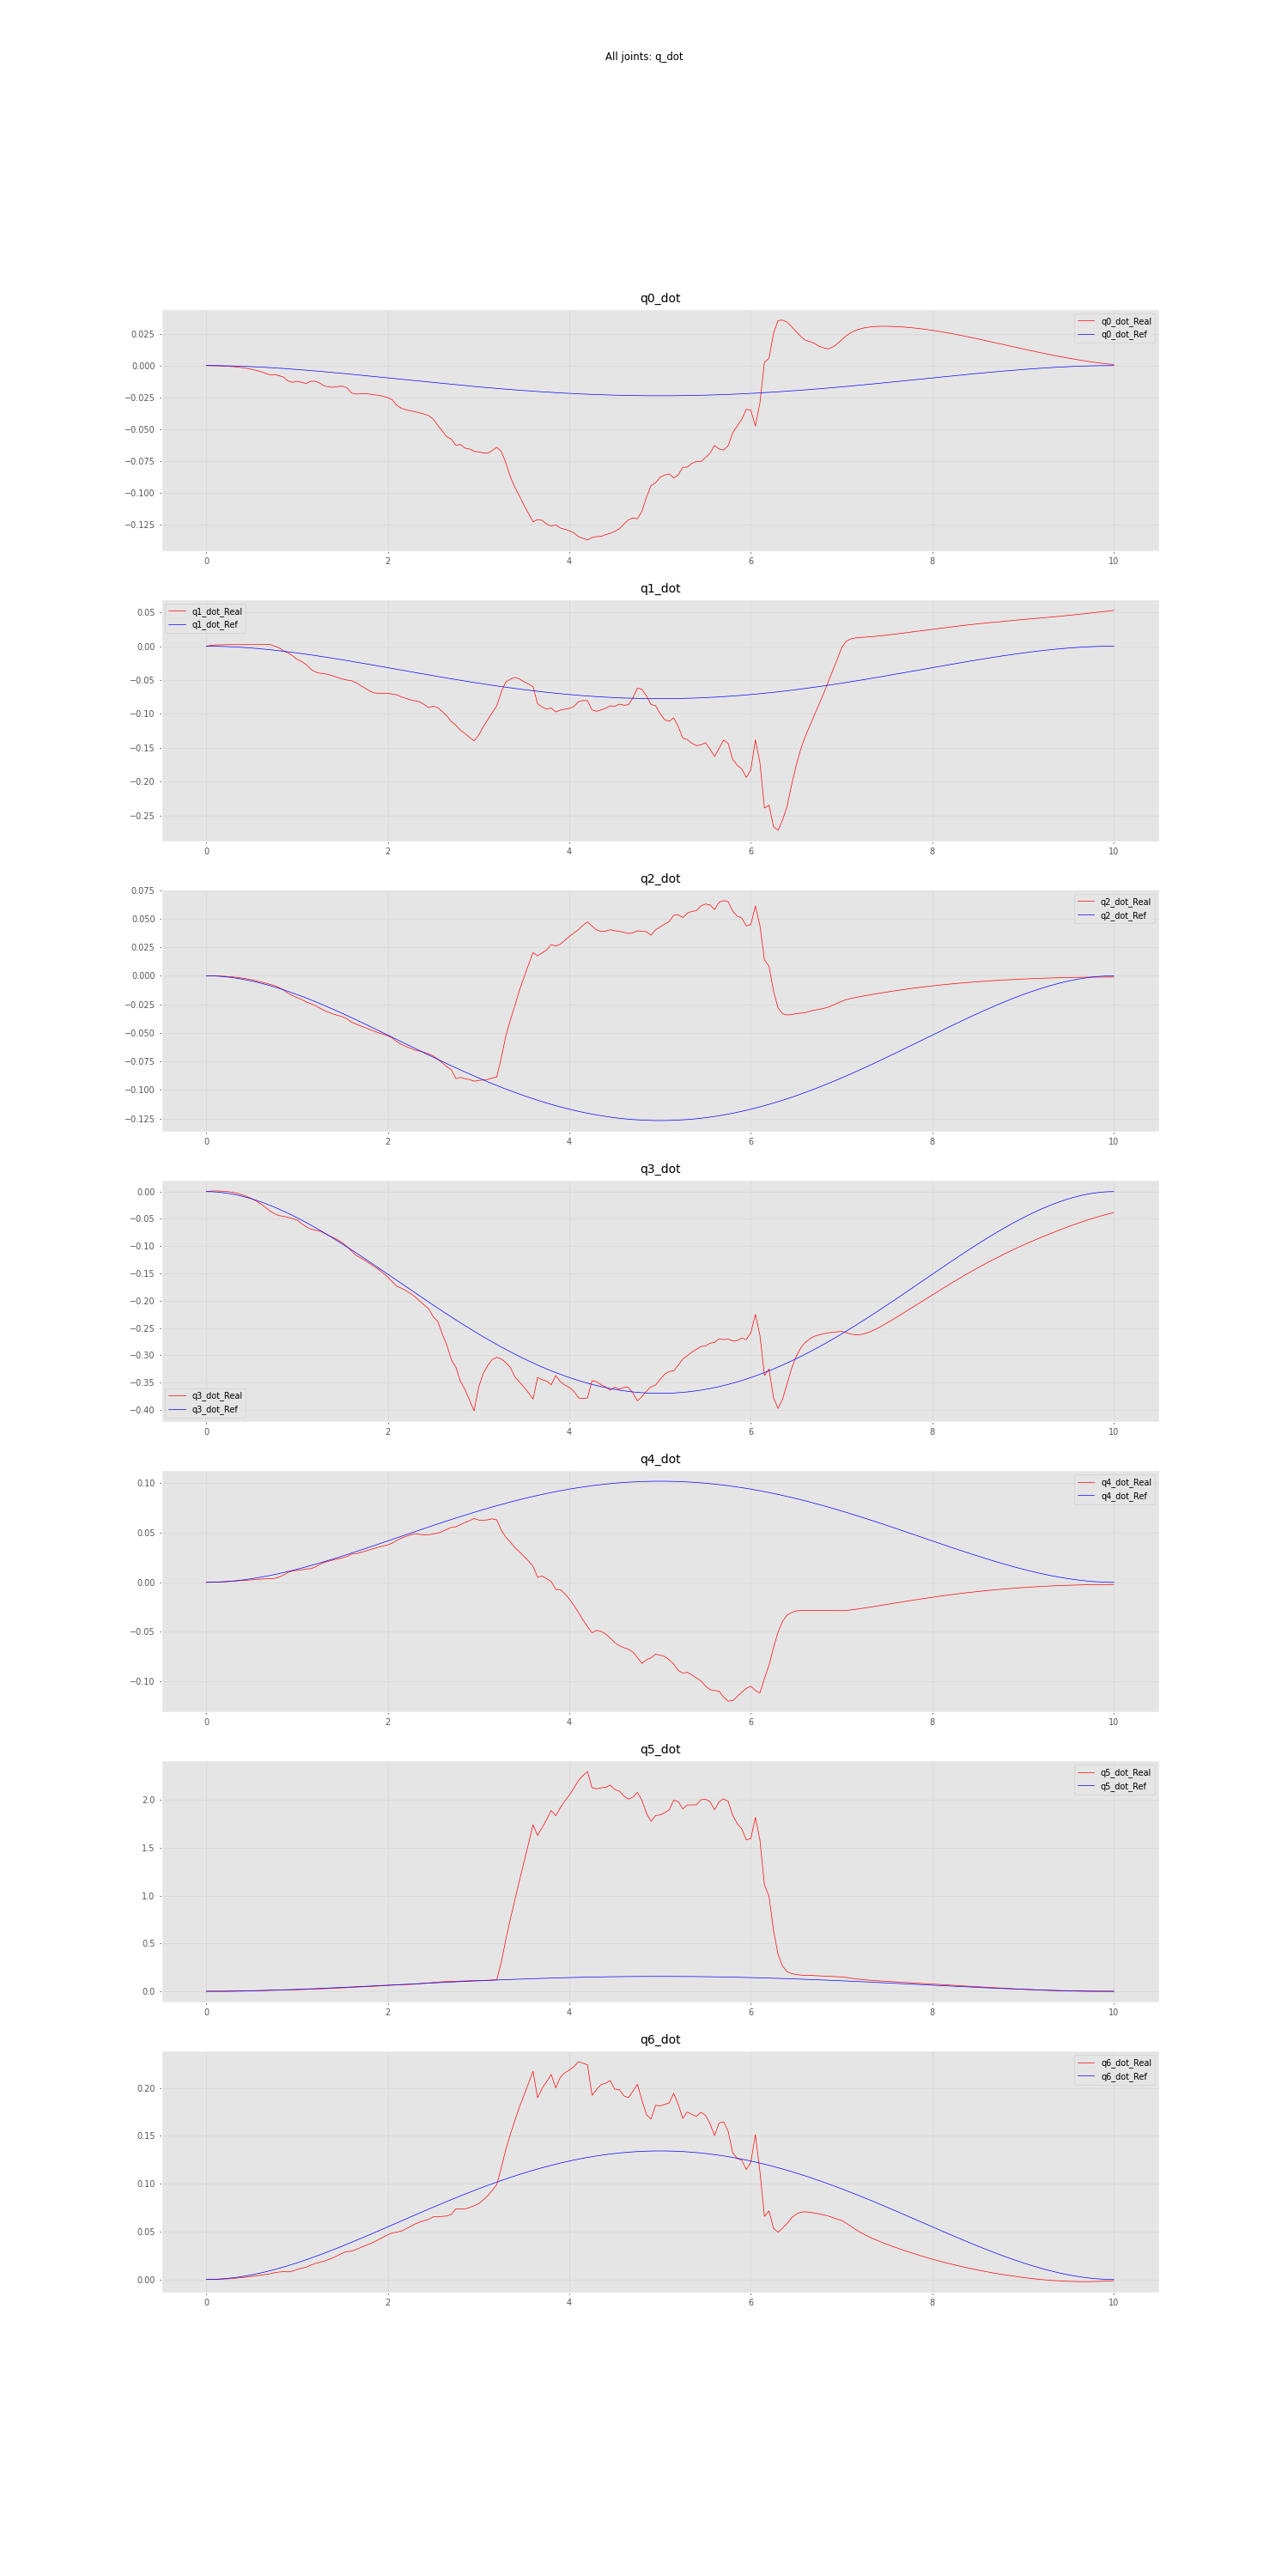 All joints: q_dot
q0_dot
0.025
0.000
−0.025
−0.050
−0.075
−0.100
−0.125
q0_dot_Real
q0_dot_Ref
0 2 4 6 8 10
q1_dot
0.05
0.00
−0.05
−0.10
−0.15
−0.20
−0.25
q1_dot_Real
q1_dot_Ref
0 2 4 6 8 10
q2_dot
0.075
0.050
0.025
0.000
−0.025
−0.050
−0.075
−0.100
−0.125
q2_dot_Real
q2_dot_Ref
0 2 4 6 8 10
q3_dot
0.00
−0.05
−0.10
−0.15
−0.20
−0.25
−0.30
−0.35
−0.40
q3_dot_Real
q3_dot_Ref
0 2 4 6 8 10
q4_dot
0.10
0.05
0.00
−0.05
−0.10
q4_dot_Real
q4_dot_Ref
0 2 4 6 8 10
q5_dot
2.0
1.5
1.0
0.5
0.0
q5_dot_Real
q5_dot_Ref
0 2 4 6 8 10
q6_dot
0.20
0.15
0.10
0.05
0.00
q6_dot_Real
q6_dot_Ref
0 2 4 6 8 10